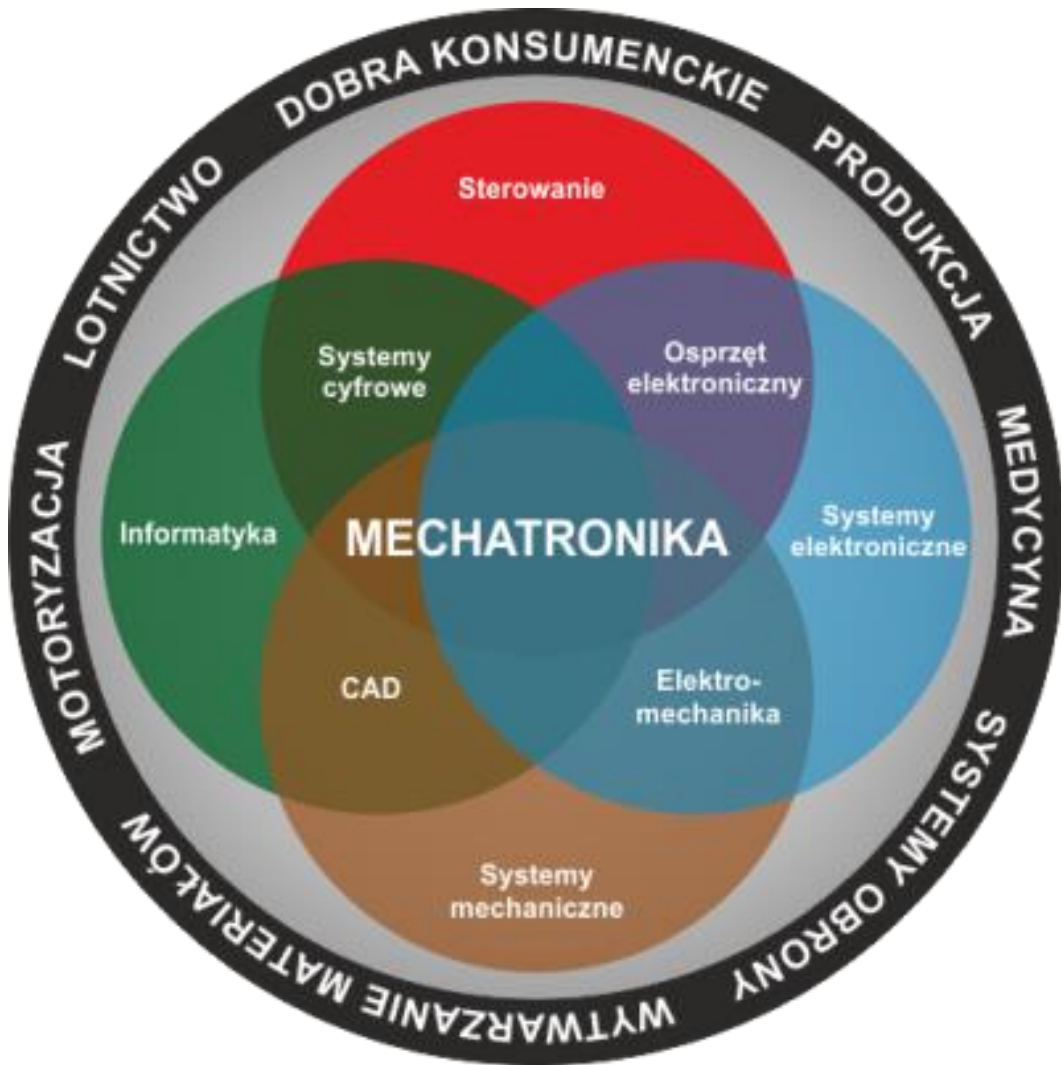 DOBRA KONSUMENCKIE
PRODUKCJA
MEDYCYNA
SYSTEMY OBRONY
WYTWARZANIE MATERIAŁÓW
MOTORYZACJA
LOTNICTWO
Sterowanie
Systemy
cyfrowe
Osprzęt
elektroniczny
Informatyka
MECHATRONIKA
Systemy
elektroniczne
CAD
Elektro-
mechanika
Systemy
mechaniczne